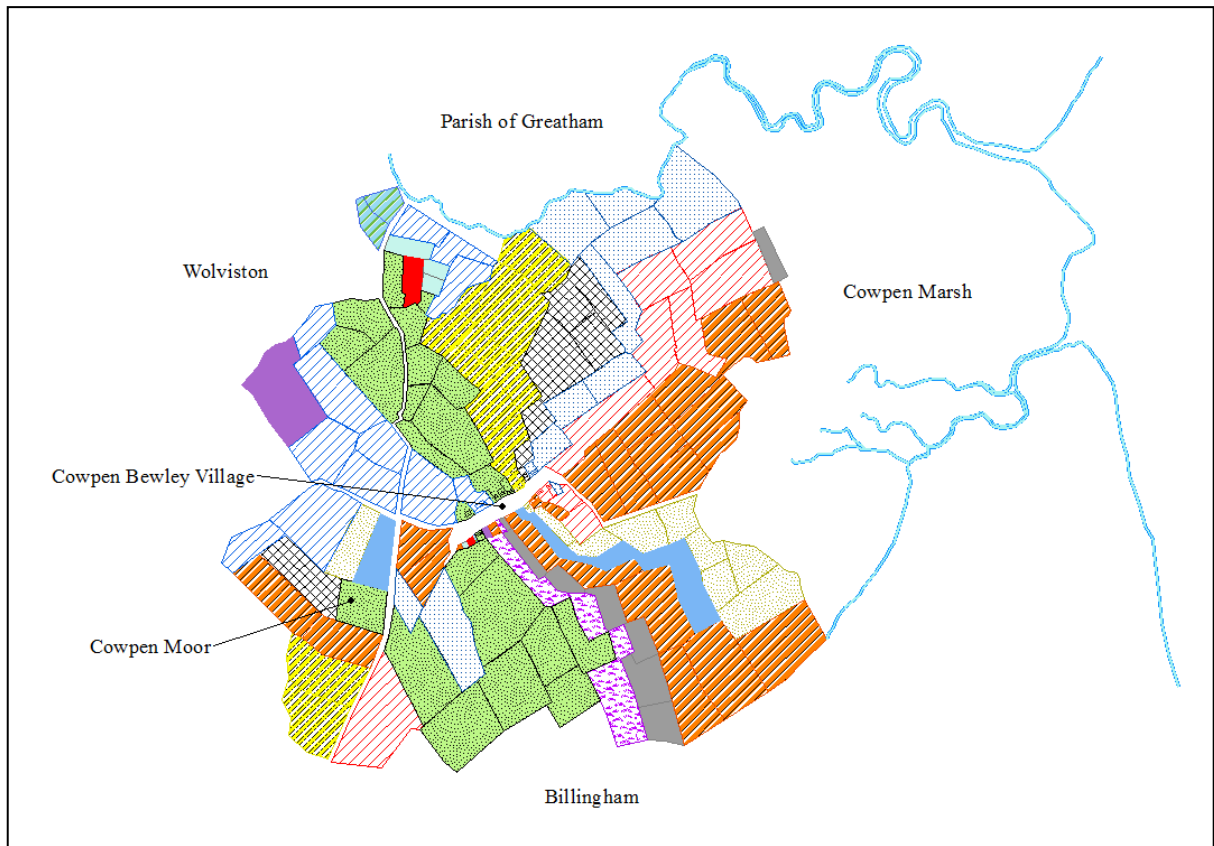 Parish of Greatham
Wolviston
Cowpen Marsh
Cowpen Bewley Village
Cowpen Moor
Billingham